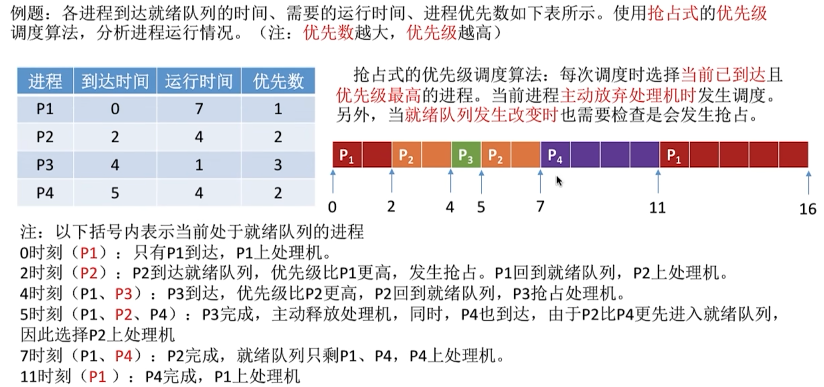 例题：各进程到达就绪队列的时间、需要的运行时间、进程优先数如下表所示。使用抢占式的优先级
调度算法，分析进程运行情况。（注：优先数越大，优先级越高）
进程 到达时间 运行时间 优先数
P1 0 7 1
P2 2 4 2
P3 4 1 3
P4 5 4 2
抢占式的优先级调度算法：每次调度时选择当前已到达且
优先级最高的进程。当前进程主动放弃处理机时发生调度。
另外，当就绪队列发生改变时也需要检查是会发生抢占。
P1 P2 P3 P2 P4 P1
0 2 4 5 7 11 16
注：以下括号内表示当前处于就绪队列的进程
0时刻（P1）：只有P1到达，P1上处理机。
2时刻（P2）：P2到达就绪队列，优先级比P1更高，发生抢占。P1回到就绪队列，P2上处理机。
4时刻（P1、P3）：P3到达，优先级比P2更高，P2回到就绪队列，P3抢占处理机。
5时刻（P1、P2、P4）：P3完成，主动释放处理机，同时，P4也到达，由于P2比P4更先进入就绪队列，
因此选择P2上处理机
7时刻（P1、P4）：P2完成，就绪队列只剩P1、P4，P4上处理机。
11时刻（P1 ）：P4完成，P1上处理机